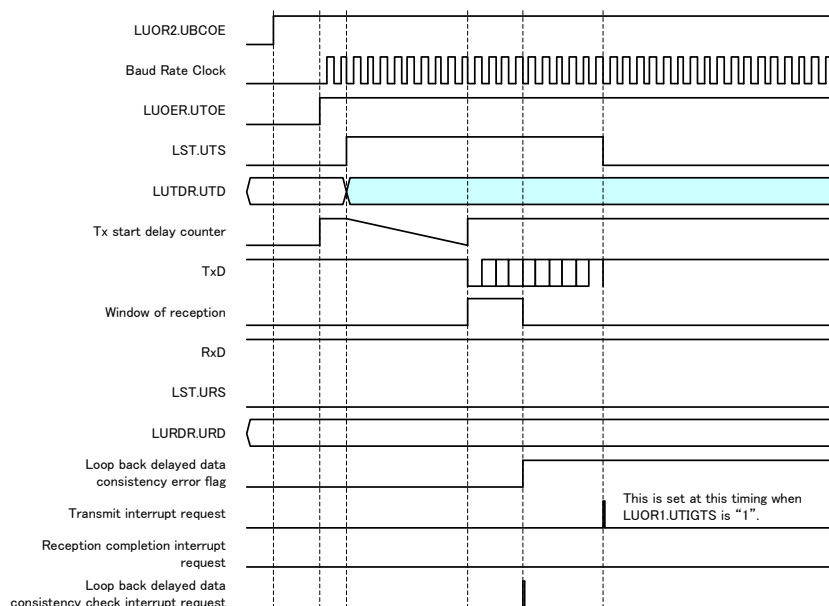 LUOR2.UBCOE
Baud Rate Clock
LUOER.UTOE
LST.UTS
LUTDR.UTD
Tx start delay counter
TxD
Window of reception
RxD
LST.URS
LURDR.URD
Loop back delayed data
consistency error flag
Transmit interrupt request
This is set at this timing when
LUOR1.UTIGTS is “1”.
Reception completion interrupt
request
Loop back delayed data
consistency check interrupt request